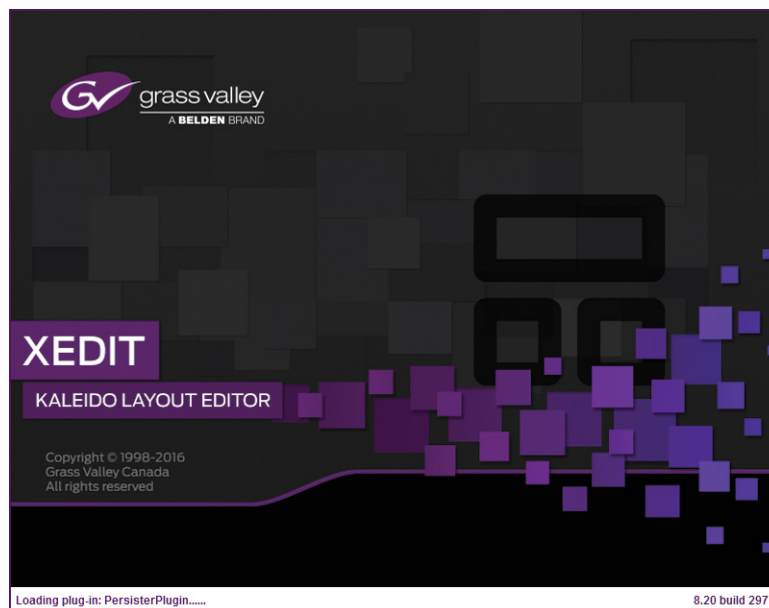 GV
grass valley
A BELDEN BRAND
XEDIT
KALEIDO LAYOUT EDITOR
Copyright © 1998-2016
Grass Valley Canada
All rights reserved
Loading plug-in: PersisterPlugin......
8.20 build 297